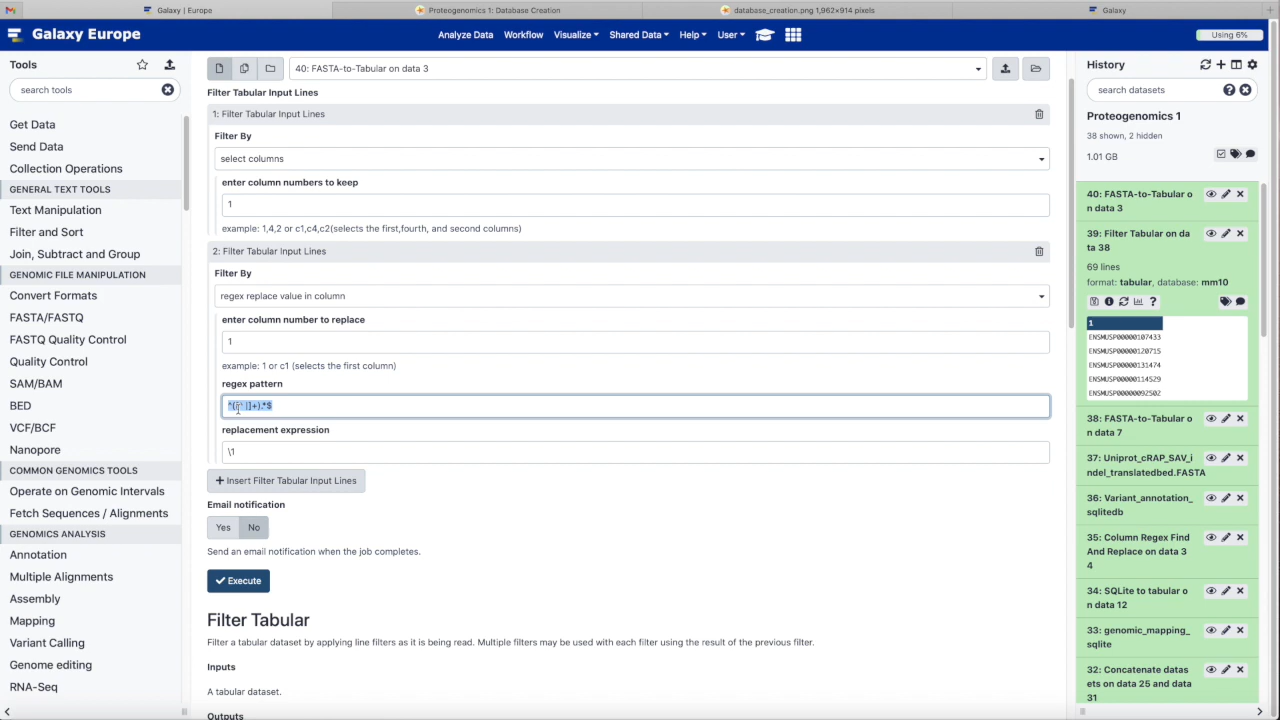 Galaxy | Europe
Proteogenomics 1: Database Creation
database_creation.png 1,962×914 pixels
Galaxy
Galaxy Europe
Analyze Data Workflow Visualize Shared Data Help User
Using 6%
Tools
search tools
Get Data
Send Data
Collection Operations
GENERAL TEXT TOOLS
Text Manipulation
Filter and Sort
Join, Subtract and Group
GENOMIC FILE MANIPULATION
Convert Formats
FASTA/FASTQ
FASTQ Quality Control
Quality Control
SAM/BAM
BED
VCF/BCF
Nanopore
COMMON GENOMICS TOOLS
Operate on Genomic Intervals
Fetch Sequences / Alignments
GENOMICS ANALYSIS
Annotation
Multiple Alignments
Assembly
Mapping
Variant Calling
Genome editing
RNA-Seq
40: FASTA-to-Tabular on data 3
Filter Tabular Input Lines
1: Filter Tabular Input Lines
Filter By
select columns
enter column numbers to keep
1
example: 1,4,2 or c1,c4,c2(selects the first,fourth, and second columns)
2: Filter Tabular Input Lines
Filter By
regex replace value in column
enter column number to replace
1
example: 1 or c1 (selects the first column)
regex pattern
replacement expression
\1
+ Insert Filter Tabular Input Lines
Email notification
Yes No
Send an email notification when the job completes.
Execute
Filter Tabular
Filter a tabular dataset by applying line filters as it is being read. Multiple filters may be used with each filter using the result of the previous filter.
Inputs
A tabular dataset.
Outputs
History
search datasets
Proteogenomics 1
38 shown, 2 hidden
1.01 GB
40: FASTA-to-Tabular o
n data 3
39: Filter Tabular on da
ta 38
69 lines
format: tabular, database: mm10
1
ENSMUSP00000107433
ENSMUSP00000120715
ENSMUSP00000131474
ENSMUSP00000114529
ENSMUSP00000092502
38: FASTA-to-Tabular o
n data 7
37: Uniprot_cRAP_SAV_i
ndel_translatedbed.FASTA
36: Variant_annotation_
sqlitedb
35: Column Regex Find
And Replace on data 3
4
34: SQLite to tabular o
n data 12
33: genomic_mapping_
sqlite
32: Concatenate datas
ets on data 25 and data
31